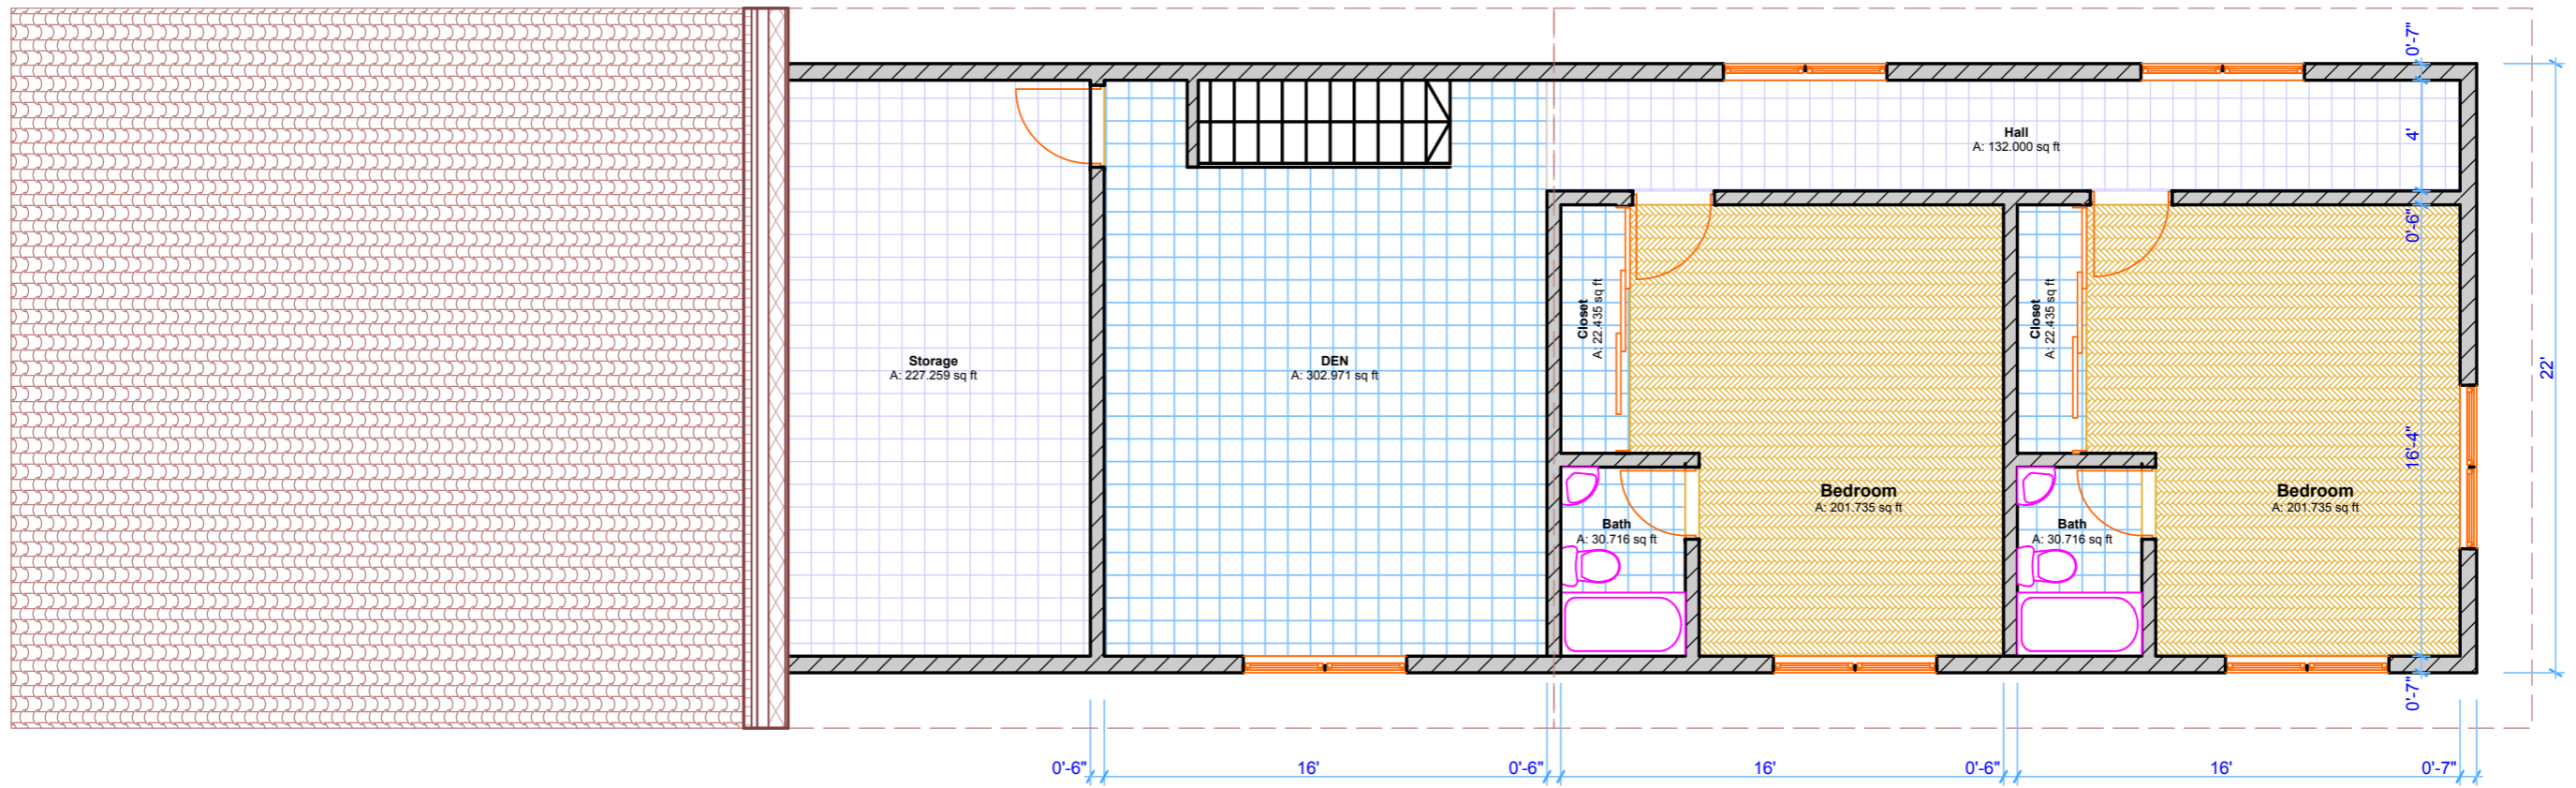 0'-7"
Hall
A: 132.000 sq ft
4'
0'-6"
Closet
A: 22.435 sq ft
Closet
A: 22.435 sq ft
Storage
A: 227.259 sq ft
DEN
A: 302.971 sq ft
22'
16'-4"
Bedroom
A: 201.735 sq ft
Bedroom
A: 201.735 sq ft
Bath
A: 30.716 sq ft
Bath
A: 30.716 sq ft
0'-7"
0'-6" 16' 0'-6" 16' 0'-6" 16' 0'-7"